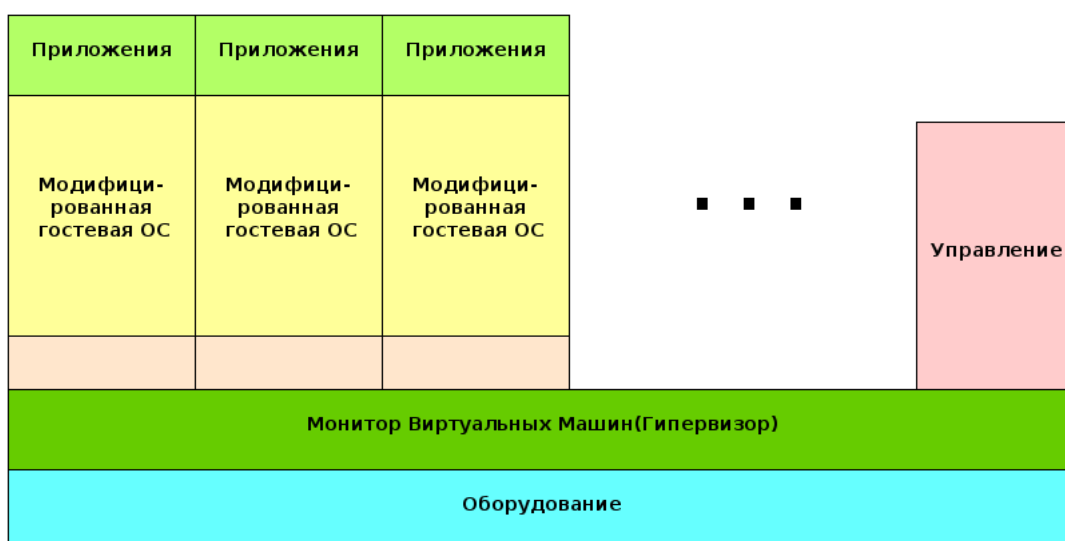 Приложения
Приложения
Приложения
Модифици-
рованная
гостевая ОС
Модифици-
рованная
гостевая ОС
Модифици-
рованная
гостевая ОС
Управление
Монитор Виртуальных Машин(Гипервизор)
Оборудование